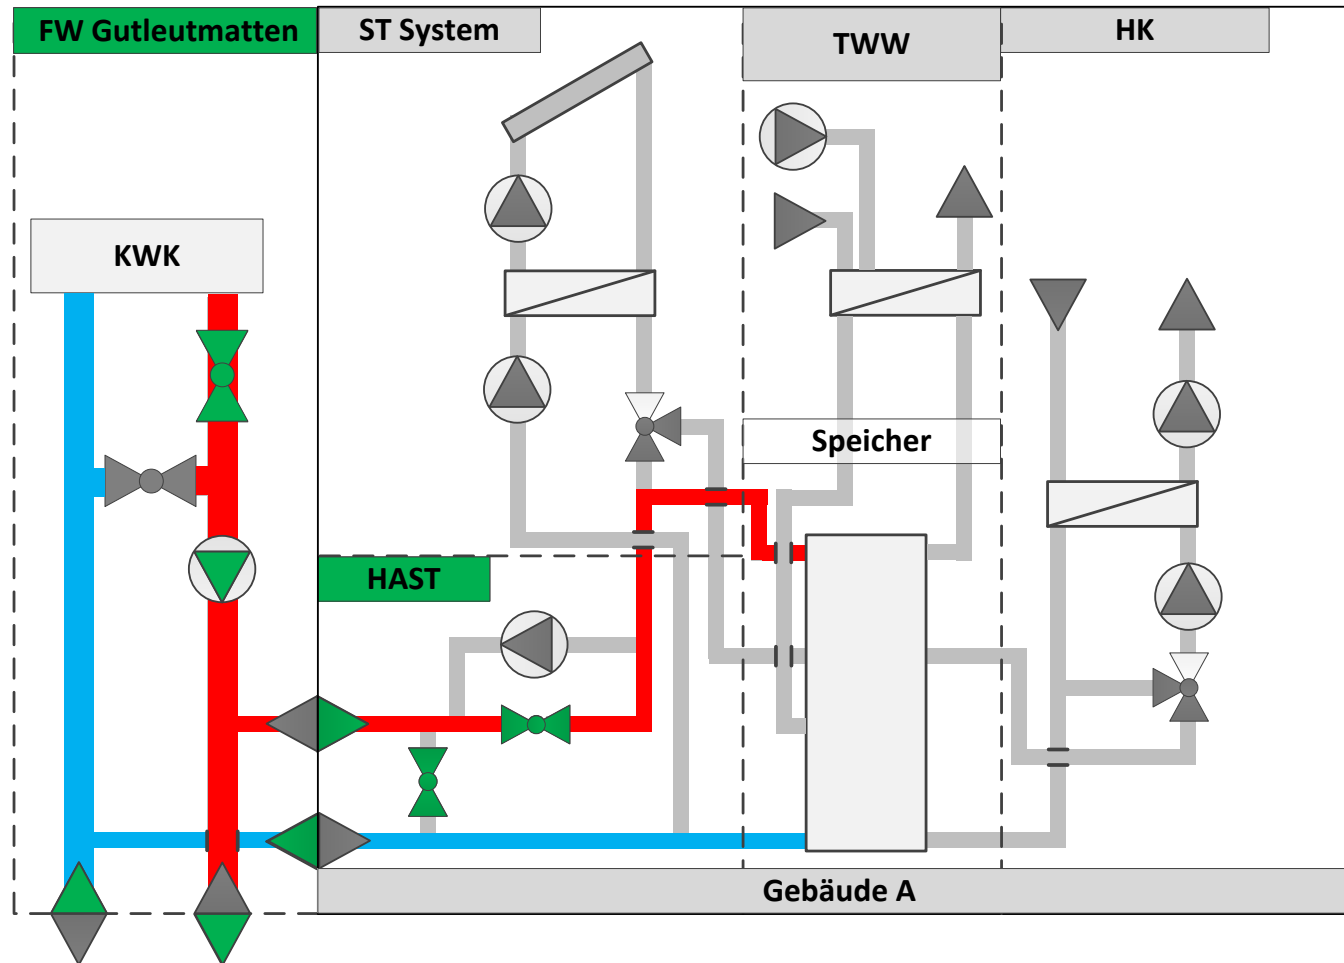 FW Gutleutmatten
ST System
TWW
HK
KWK
Speicher
HAST
Gebäude A